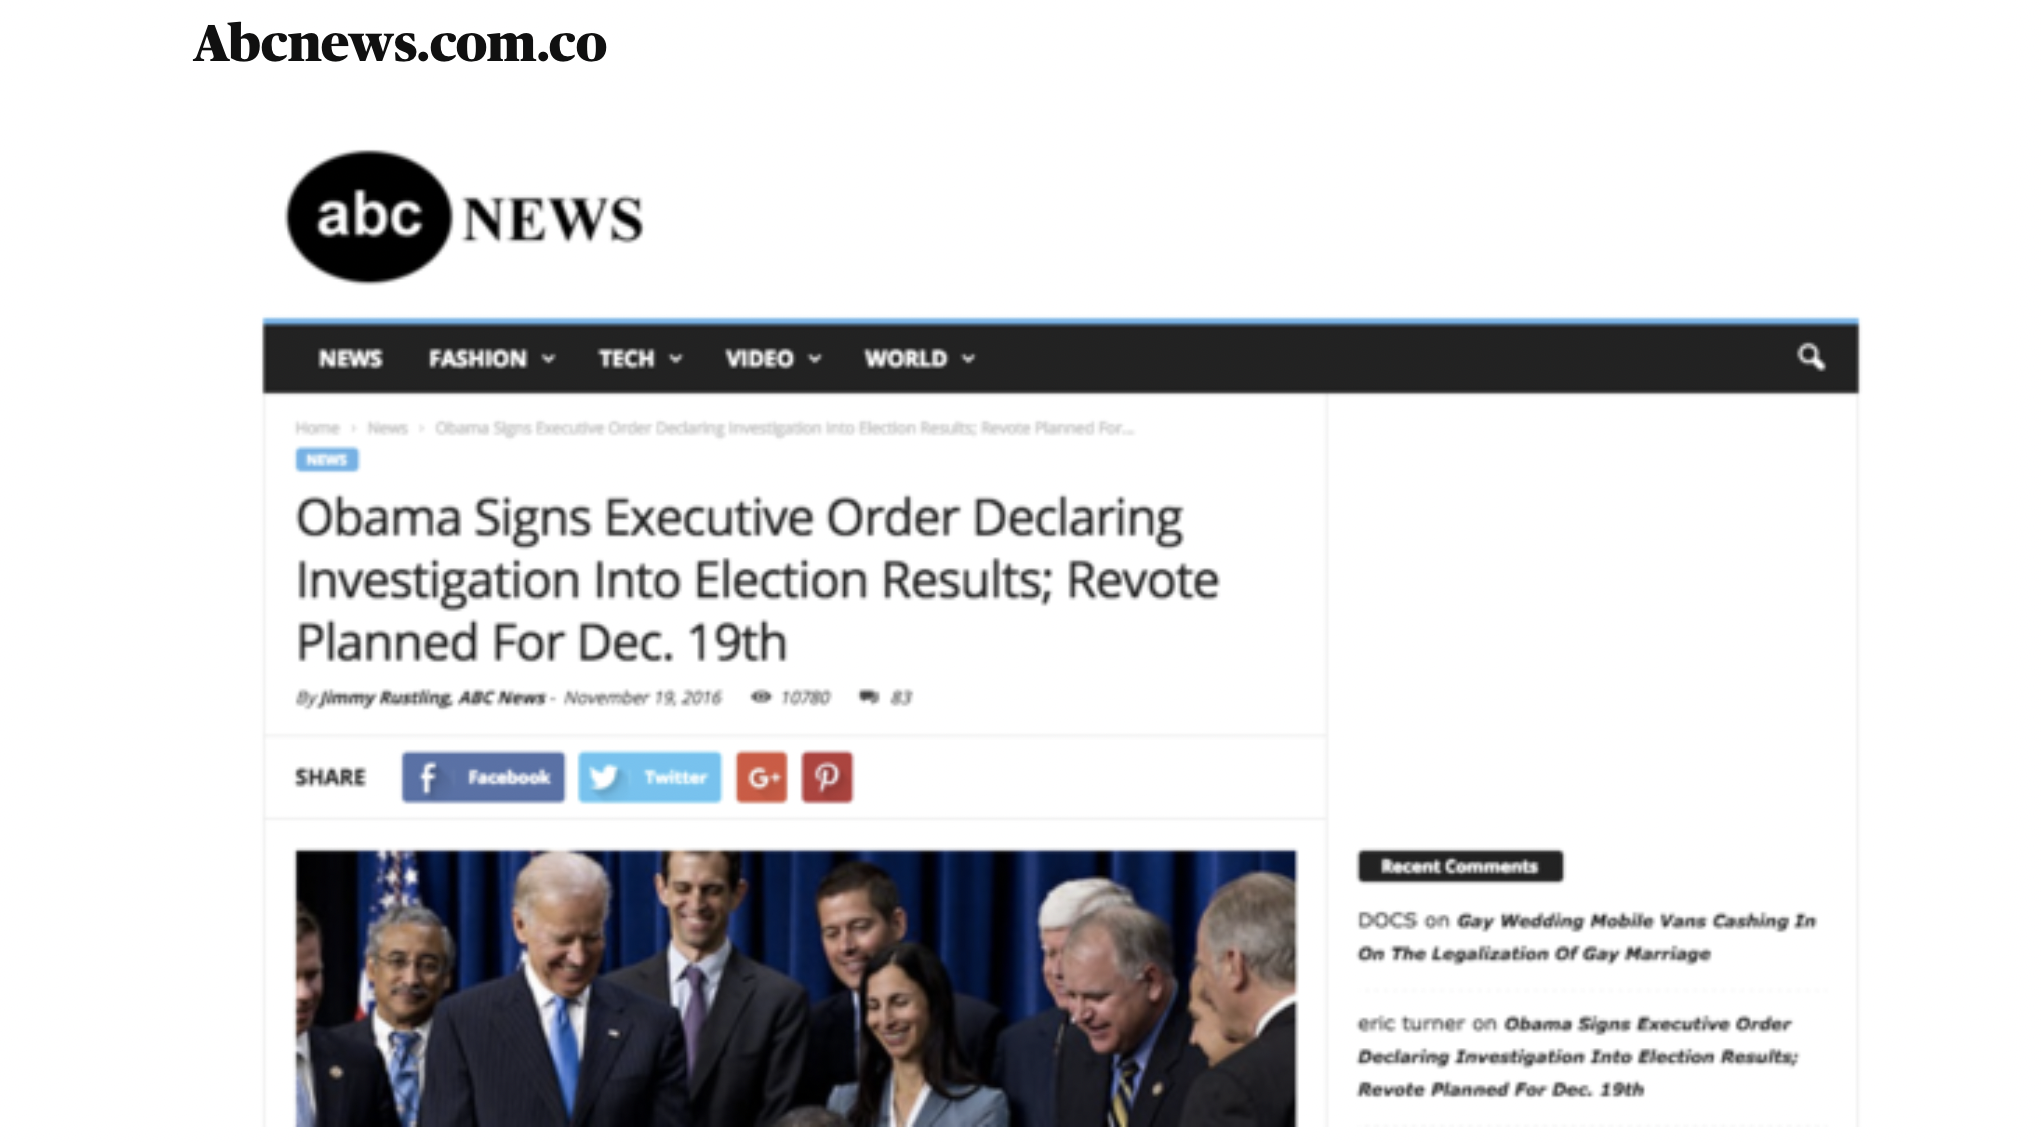 Abcnews.com.co
abc NEWS
NEWS FASHION TECH VIDEO WORLD
Home › News › Obama Signs Executive Order Declaring Investigation Into Election Results; Revote Planned For...
NEWS
Obama Signs Executive Order Declaring
Investigation Into Election Results; Revote
Planned For Dec. 19th
By Jimmy Rustling, ABC News - November 19, 2016 10780 83
SHARE f Facebook Twitter G+
Recent Comments
DOCS on Gay Wedding Mobile Vans Cashing In
On The Legalization Of Gay Marriage
eric turner on Obama Signs Executive Order
Declaring Investigation Into Election Results;
Revote Planned For Dec. 19th